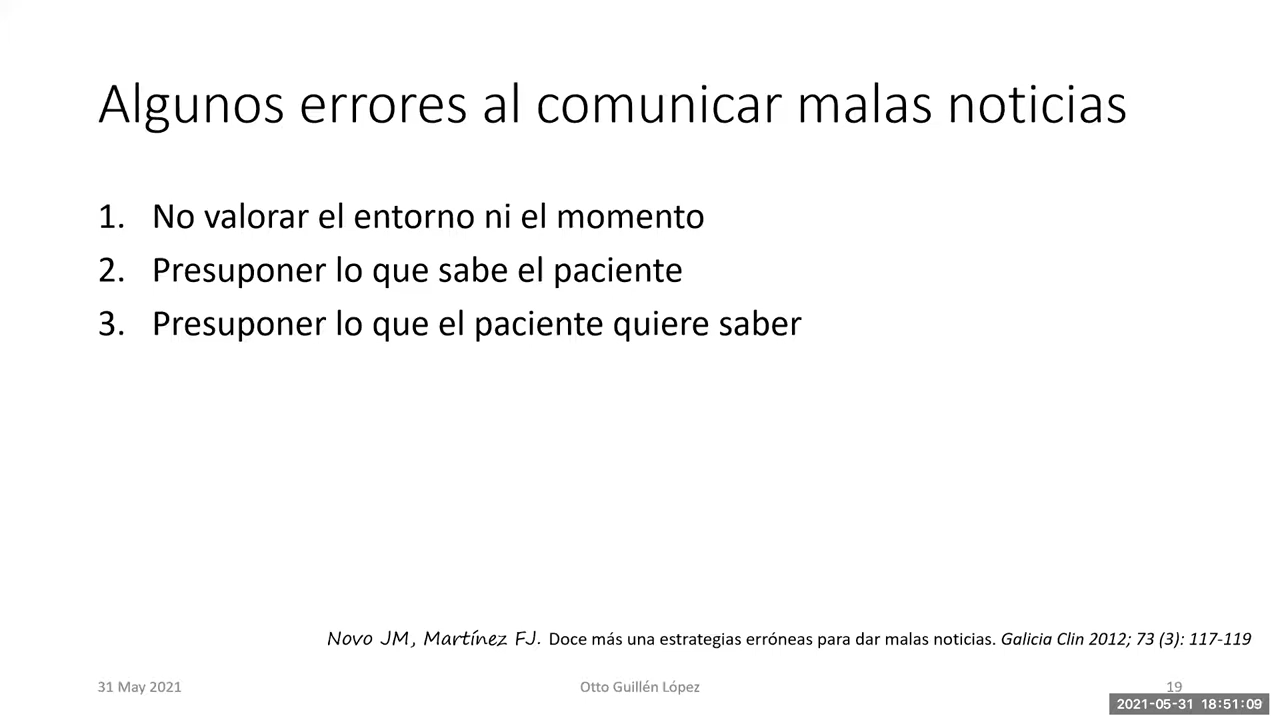 Algunos errores al comunicar malas noticias
1. No valorar el entorno ni el momento
2. Presuponer lo que sabe el paciente
3. Presuponer lo que el paciente quiere saber
Novo JM, Martínez FJ. Doce más una estrategias erróneas para dar malas noticias. Galicia Clin 2012; 73 (3): 117-119
31 May 2021 Otto Guillén López 19
2021-05-31 18:51:09